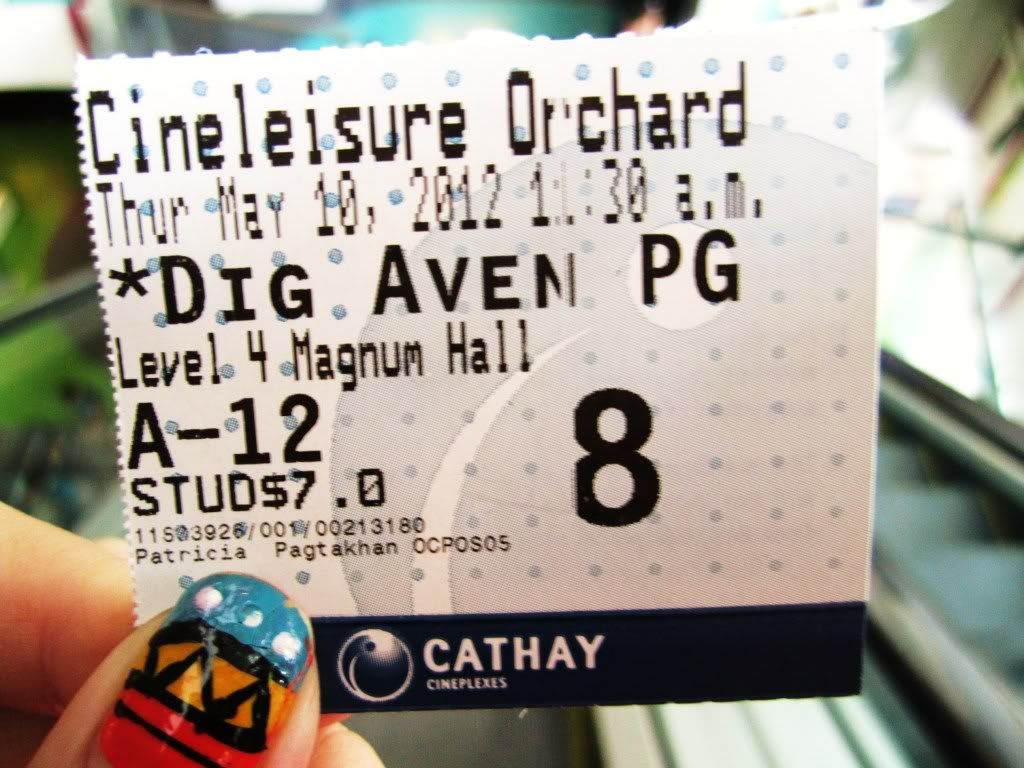 Cineleisure Orchard
Thur May 10, 2012 11:30 a.m.
*DIG AVEN PG
Level 4 Magnum Hall
A-12
8
STUD$7.0
11S03926/001/00213180
Patricia Pagtakhan OCPOS05
CATHAY
CINEPLEXES